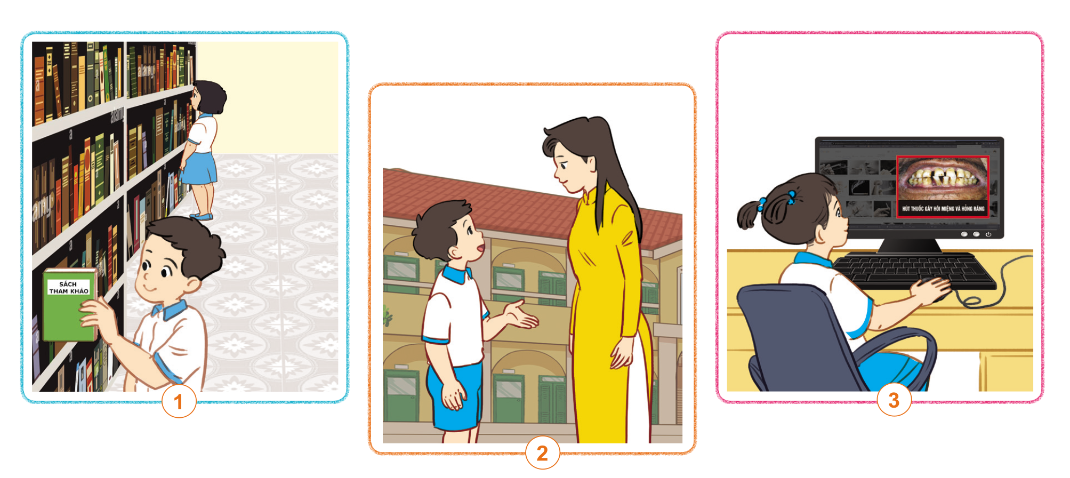 SÁCH
THAM KHẢO
1
2
HÚT THUỐC GÂY HÔI MIỆNG VÀ HỎNG RĂNG
3